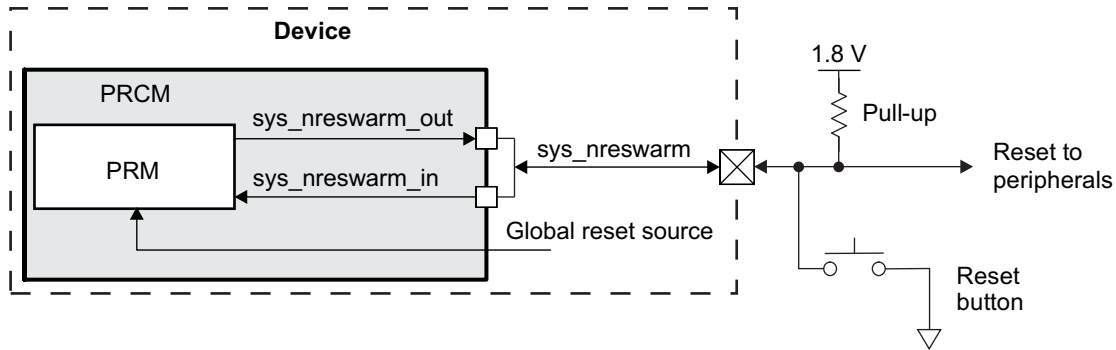 Device
1.8 V
PRCM
sys_nreswarm_out
Pull-up
sys_nreswarm
PRM
sys_nreswarm_in
Reset to
peripherals
Global reset source
Reset
button